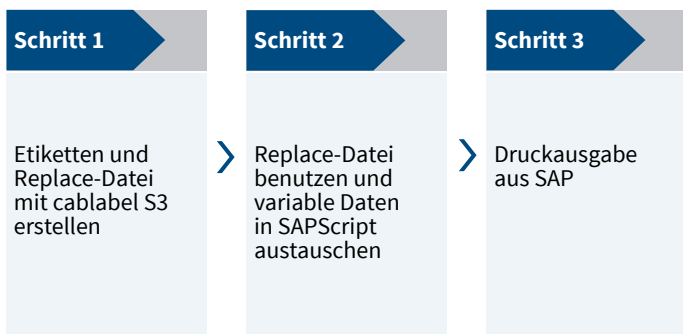 Schritt 1
Etiketten und
Replace-Datei
mit cablabel S3
erstellen
Schritt 2
Replace-Datei
benutzen und
variable Daten
in SAPScript
austauschen
Schritt 3
Druckausgabe
aus SAP